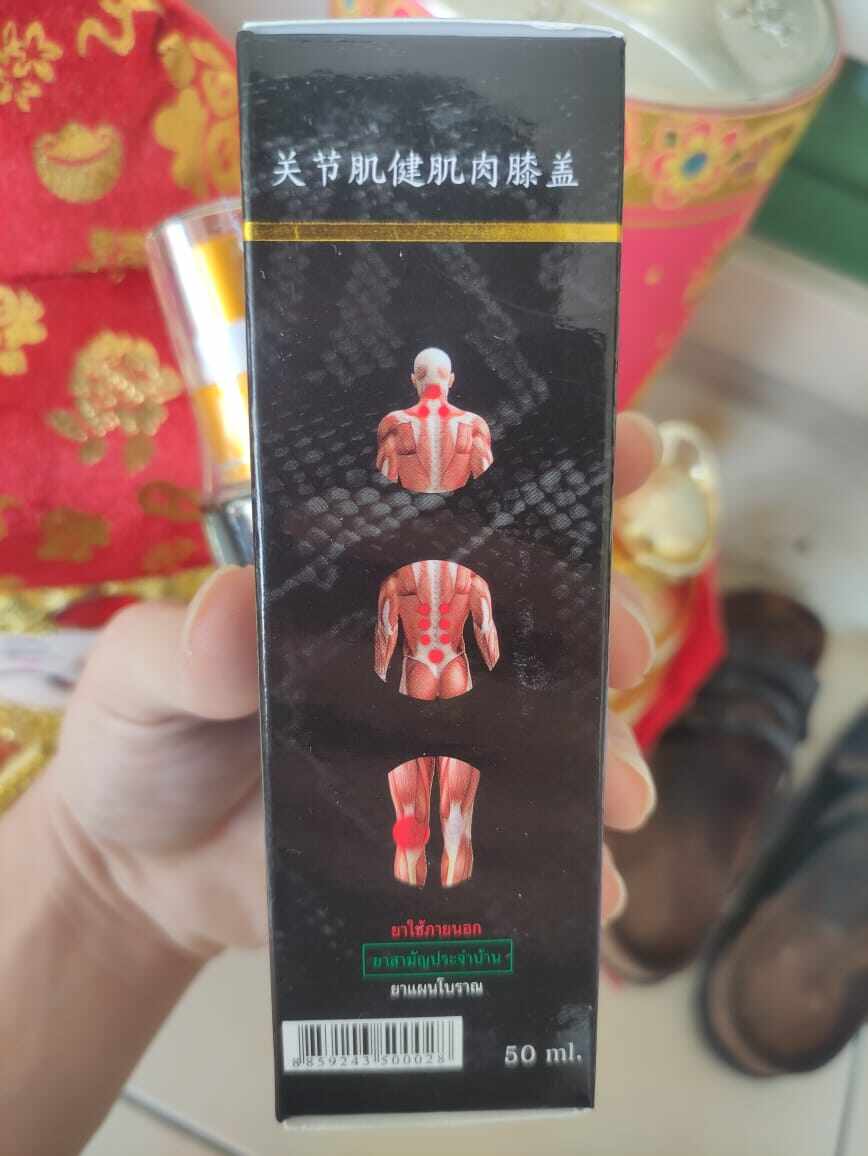 关节肌健肌肉膝盖
ยาใช้ภายนอก
ยาสามัญประจำบ้าน
ยาแผนโบราณ
8859243500028
50 ml.